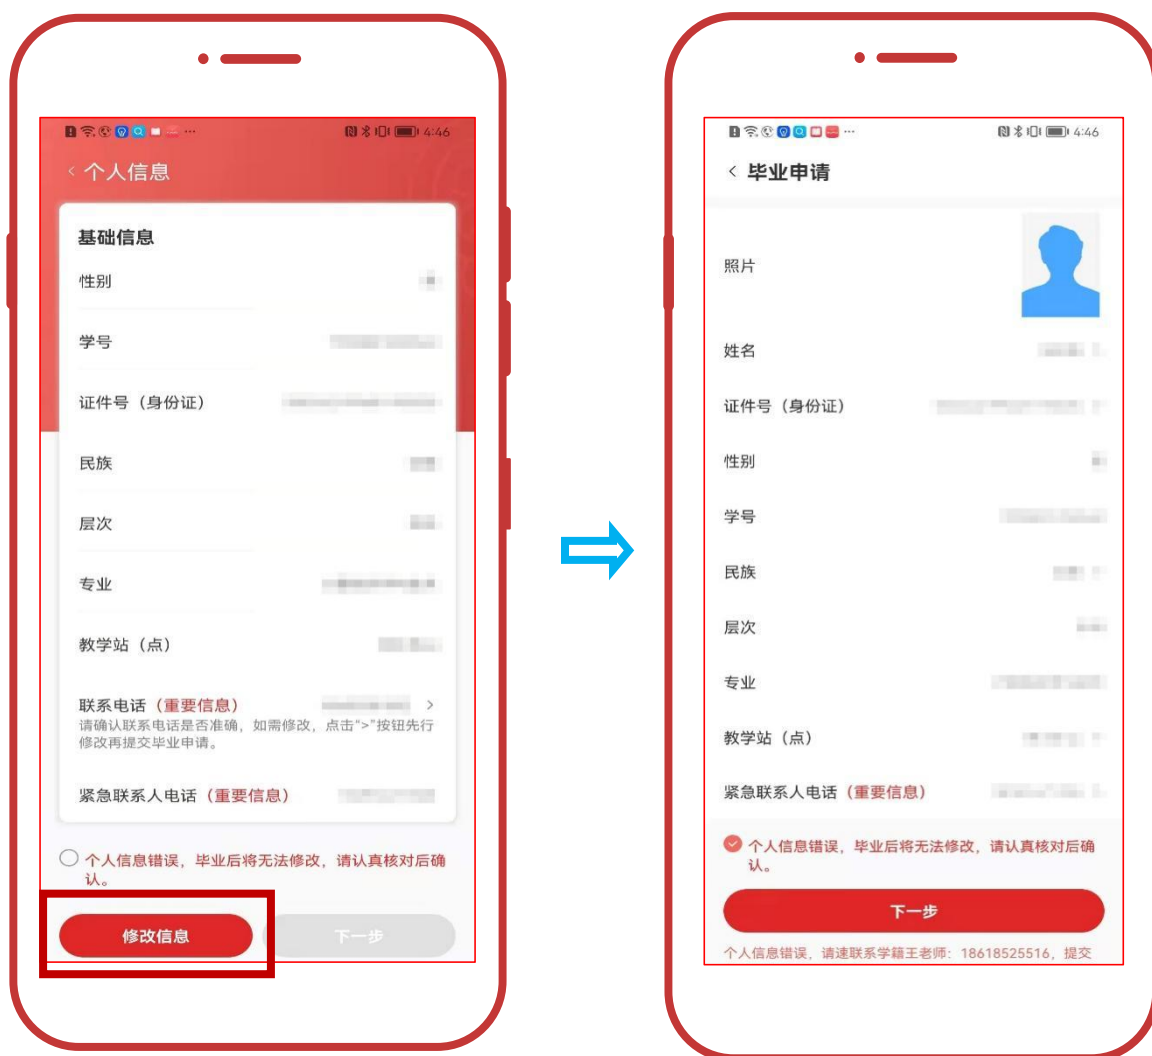 4:46
个人信息
基础信息
性别
学号
证件号（身份证）
民族
层次
专业
教学站（点）
联系电话（重要信息）
>
请确认联系电话是否准确，如需修改，点击“>”按钮先行
修改再提交毕业申请。
紧急联系人电话（重要信息）
个人信息错误，毕业后将无法修改，请认真核对后确
认。
修改信息
下一步
4:46
毕业申请
照片
姓名
证件号（身份证）
性别
学号
民族
层次
专业
教学站（点）
紧急联系人电话（重要信息）
个人信息错误，毕业后将无法修改，请认真核对后确
认。
下一步
个人信息错误，请速联系学籍王老师：18618525516，提交